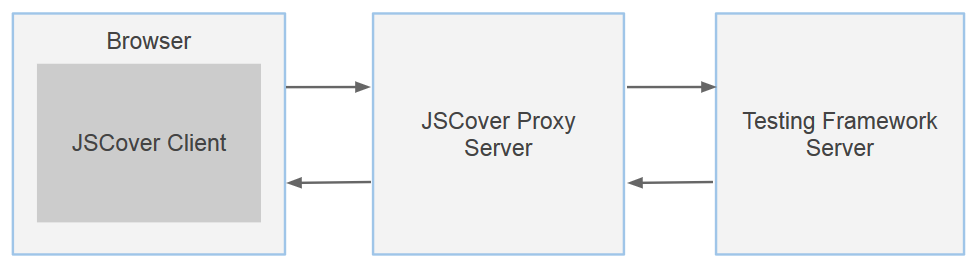 Browser
JSCover Client
JSCover Proxy
Server
Testing Framework
Server